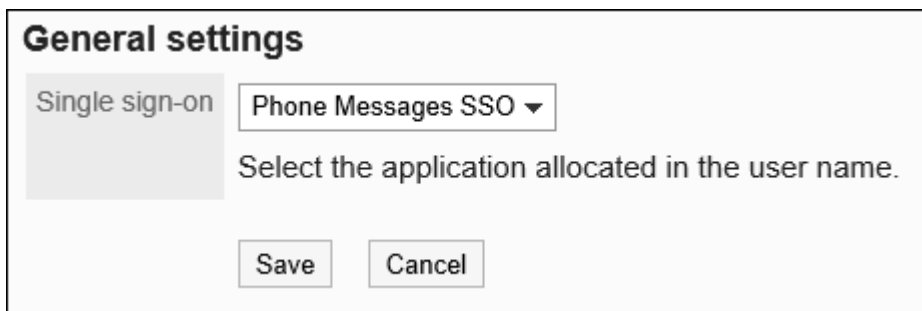 General settings
Single sign-on Phone Messages SSO
Select the application allocated in the user name.
Save Cancel